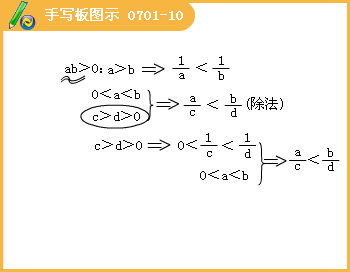 手写板图示 0701-10
ab>0: a>b ⇒ 1/a < 1/b
0<a<b
c>d>0
⇒ a/c < b/d (除法)
c>d>0 ⇒ 0< 1/c < 1/d
0<a<b
⇒ a/c < b/d